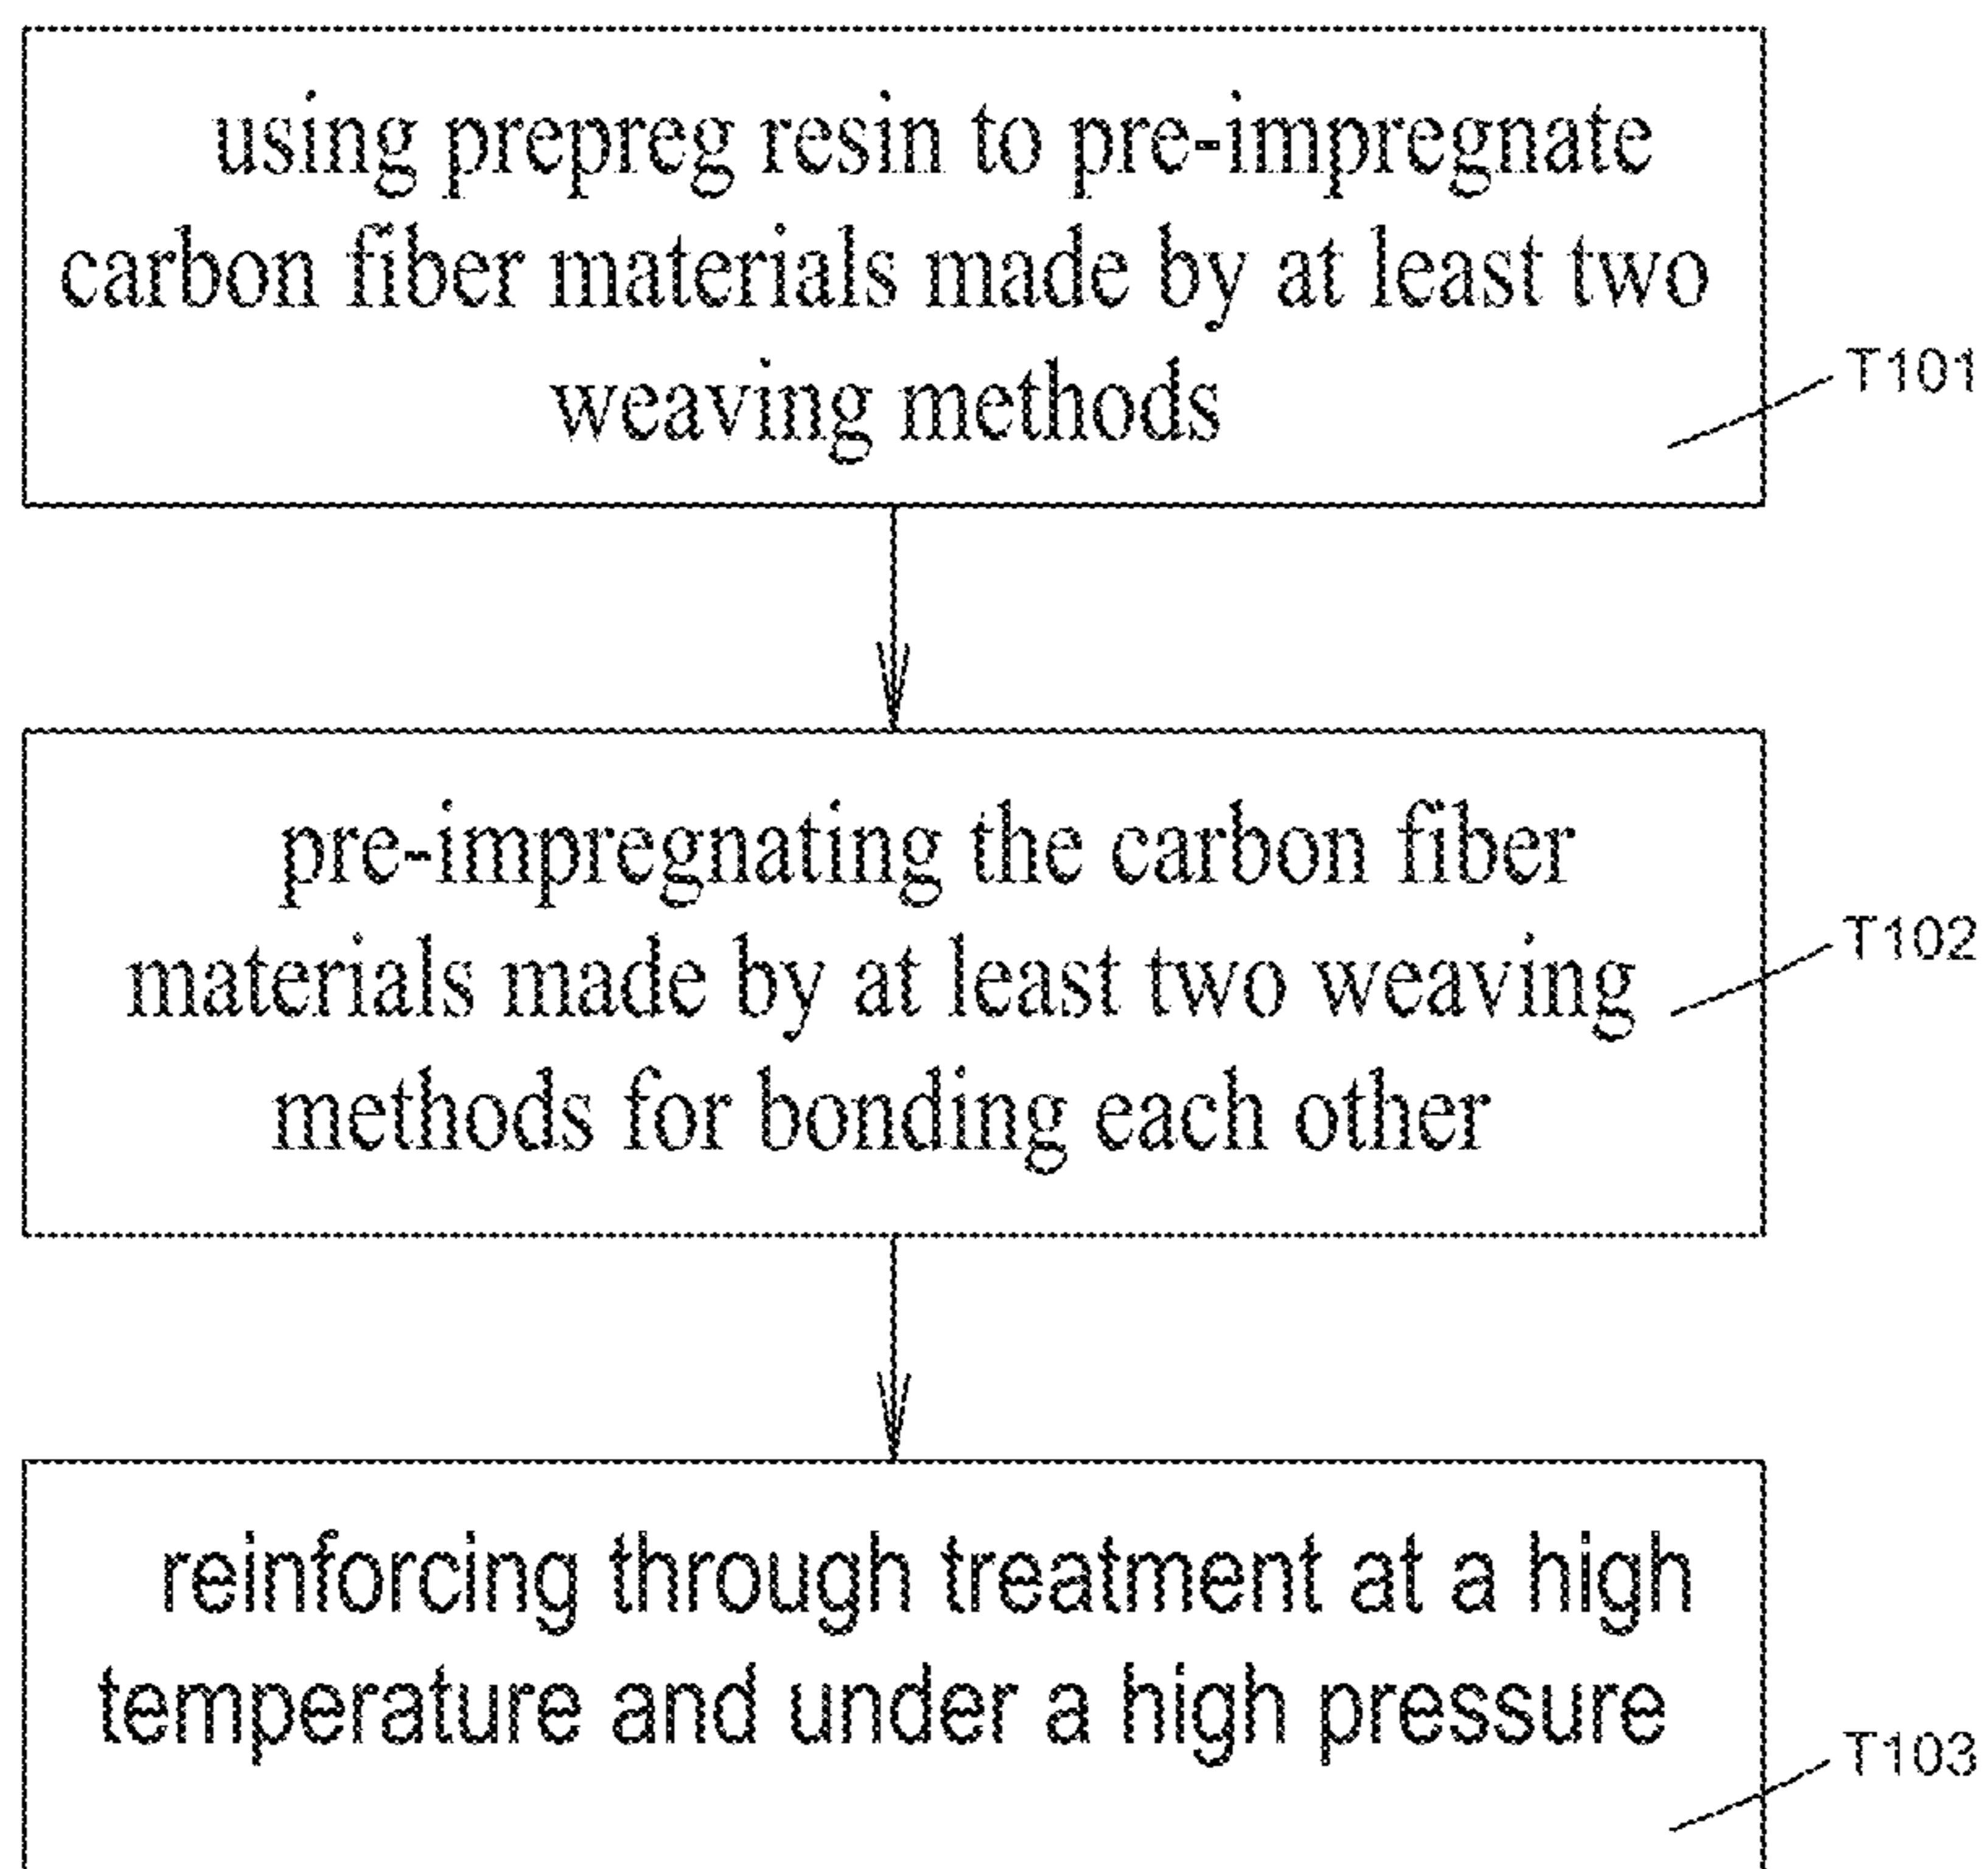 using prepreg resin to pre-impregnate
carbon fiber materials made by at least two
weaving methods
T101
pre-impregnating the carbon fiber
materials made by at least two weaving
methods for bonding each other
T102
reinforcing through treatment at a high
temperature and under a high pressure
T103